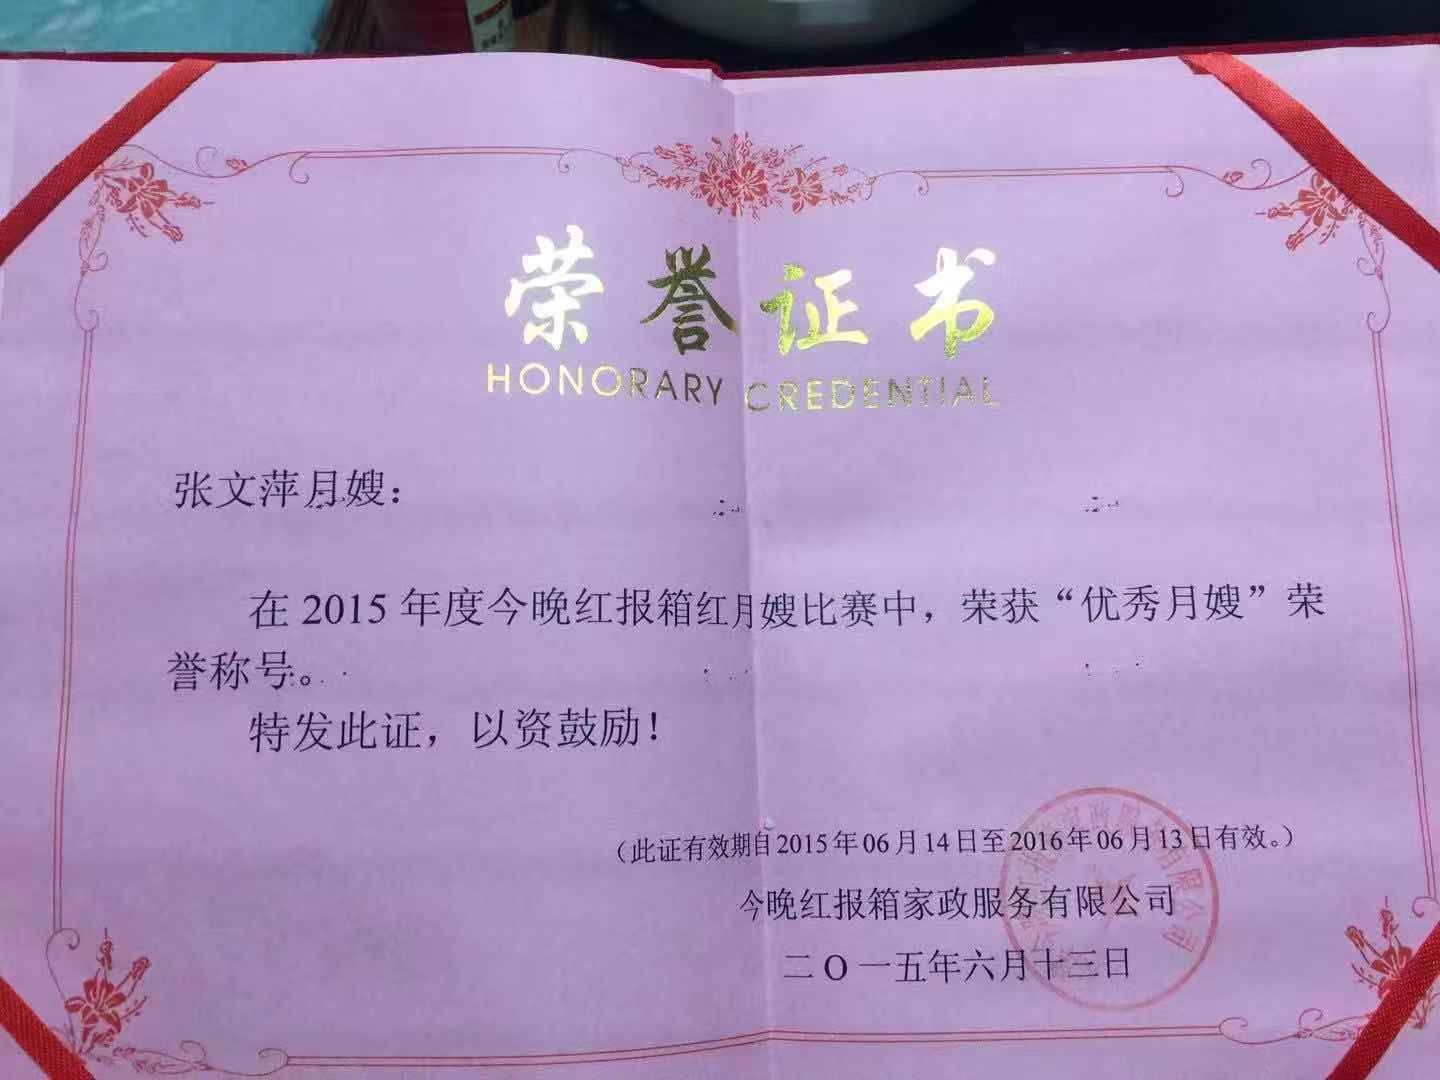 荣誉证书
HONORARY CREDENTIAL
张文萍月嫂：
在2015年度今晚红报箱红月嫂比赛中，荣获“优秀月嫂”荣
誉称号。
特发此证，以资鼓励！
（此证有效期自2015年06月14日至2016年06月13日有效。）
今晚红报箱家政服务有限公司
二O一五年六月十三日